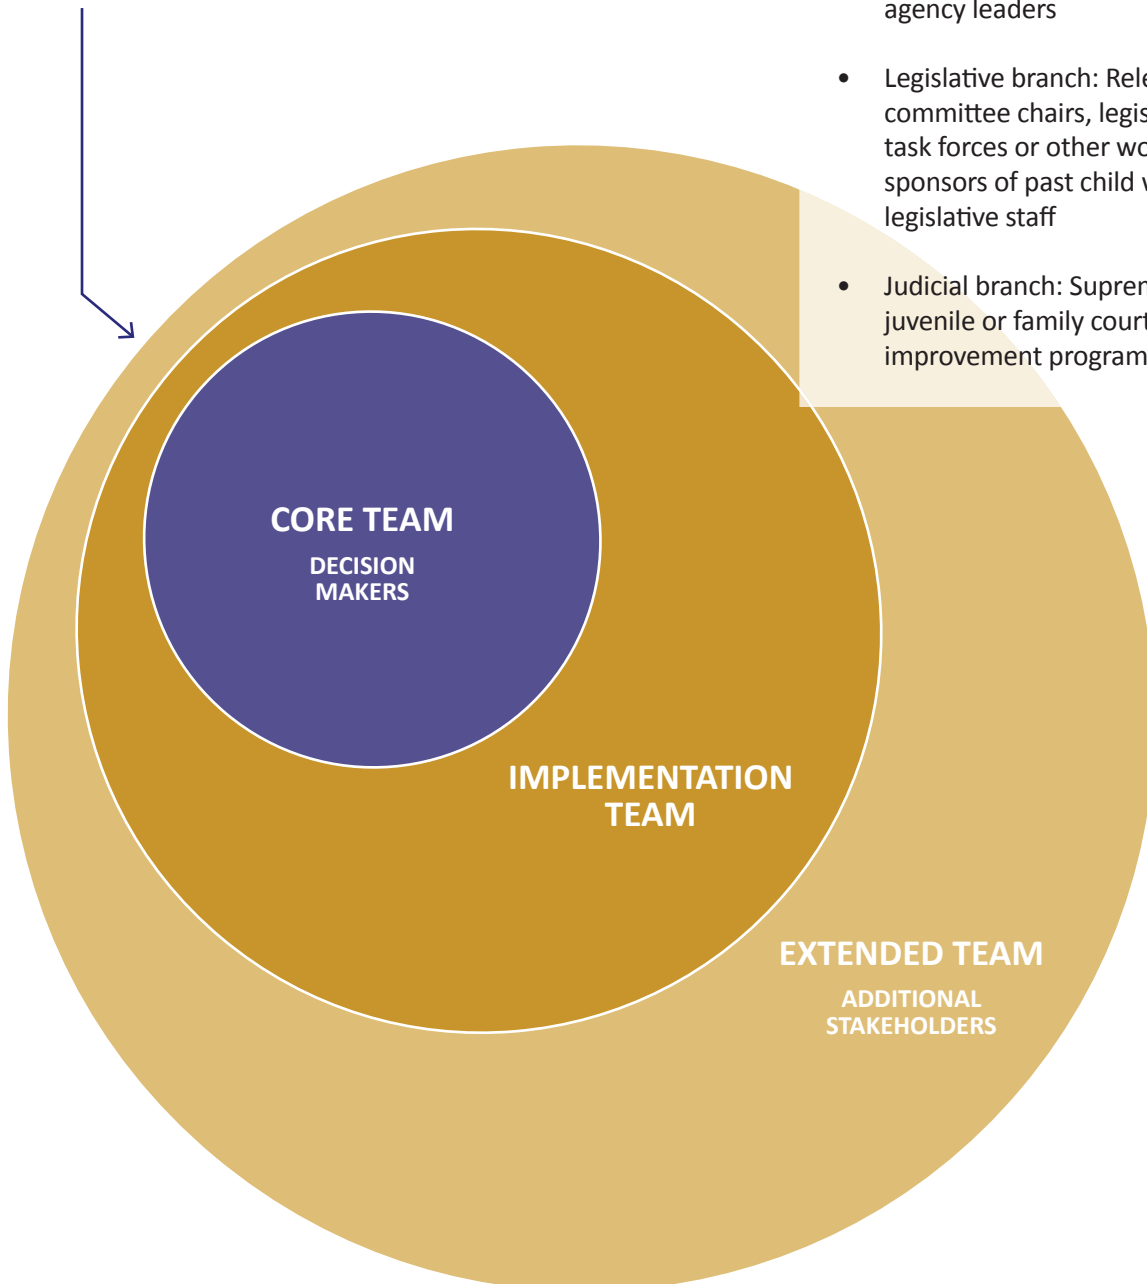 agency leaders
• Legislative branch: Rele
committee chairs, legis
task forces or other wo
sponsors of past child
legislative staff
• Judicial branch: Suprem
juvenile or family court
improvement program
CORE TEAM
DECISION
MAKERS
IMPLEMENTATION
TEAM
EXTENDED TEAM
ADDITIONAL
STAKEHOLDERS